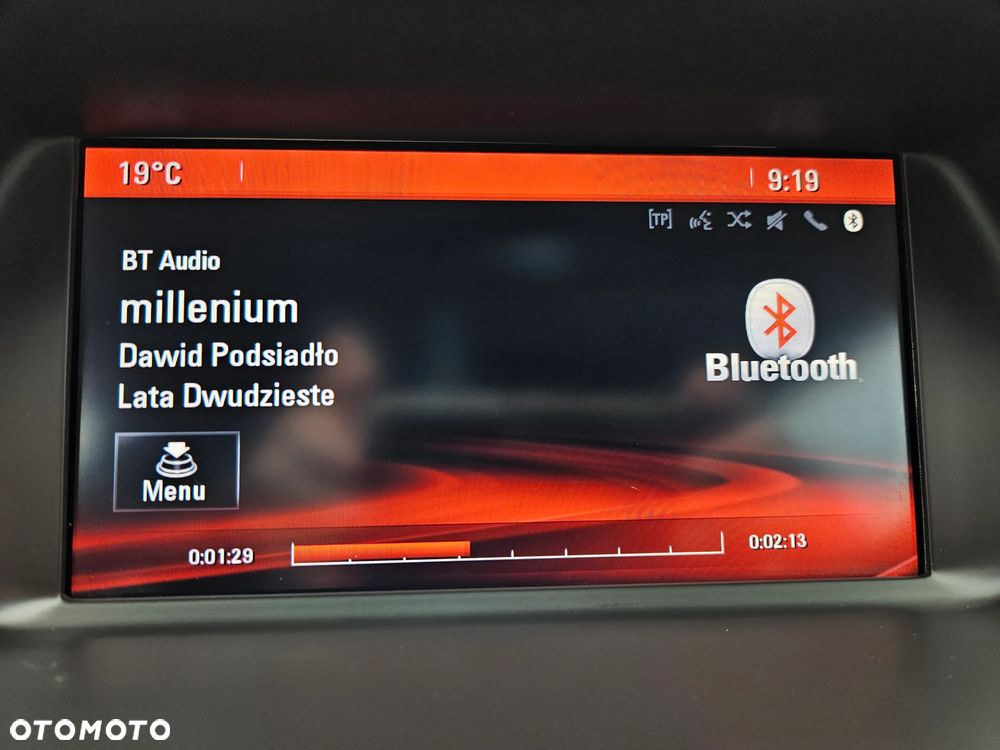 19°C 9:19
[TP]
BT Audio
millenium
Dawid Podsiadło
Lata Dwudzieste
Bluetooth
Menu
0:01:29 0:02:13
OTOMOTO